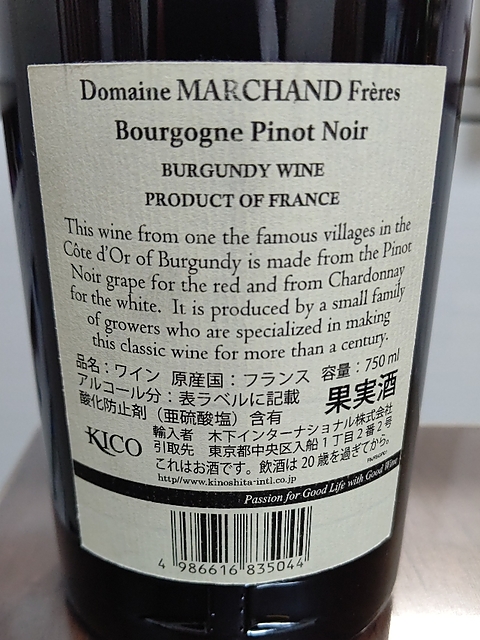 Domaine MARCHAND Frères
Bourgogne Pinot Noir
BURGUNDY WINE
PRODUCT OF FRANCE
This wine from one the famous villages in the
Côte d'Or of Burgundy is made from the Pinot
Noir grape for the red and from Chardonnay
for the white. It is produced by a small family
of growers who are specialized in making
this classic wine for more than a century.
品名：ワイン 原産国：フランス 容量：750 ml
アルコール分：表ラベルに記載 果実酒
酸化防止剤（亜硫酸塩）含有
KICO 輸入者 木下インターナショナル株式会社
引取先 東京都中央区入船1丁目2番2号
これはお酒です。飲酒は20歳を過ぎてから。
http//www.kinoshita-intl.co.jp
Passion for Good Life with Good Wine
4 986616 835044